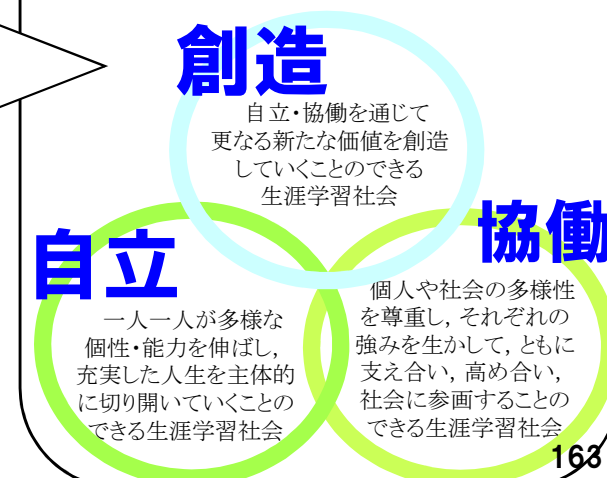 創造
自立・協働を通じて
更なる新たな価値を創造
していくことのできる
生涯学習社会
自立
一人一人が多様な
個性・能力を伸ばし,
充実した人生を主体的
に切り開いていくことの
できる生涯学習社会
協働
個人や社会の多様性
を尊重し, それぞれの
強みを生かして, ともに
支え合い, 高め合い,
社会に参画することの
できる生涯学習社会
163